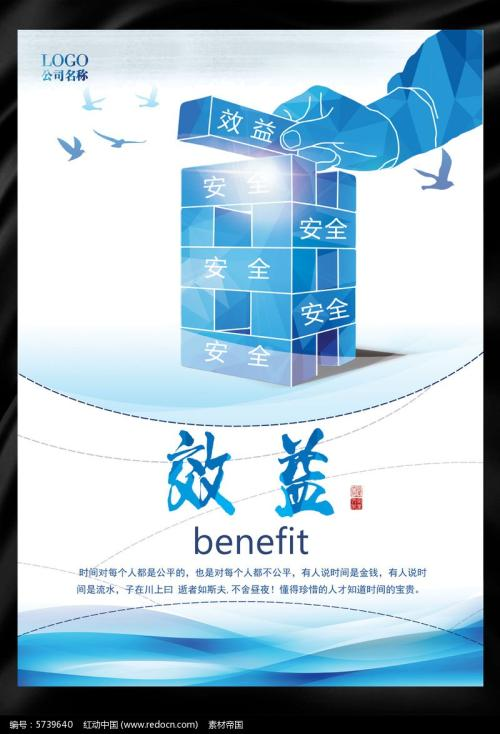 LOGO
公司名称
效益
安全
安全
安全
安全
安全
效益
benefit
时间对每个人都是公平的，也是对每个人都不公平，有人说时间是金钱，有人说时
间是流水，子在川上曰 逝者如斯夫.不舍昼夜！懂得珍惜的人才知道时间的宝贵。
编号：5739640 红动中国 (www.redocn.com) 素材帝国